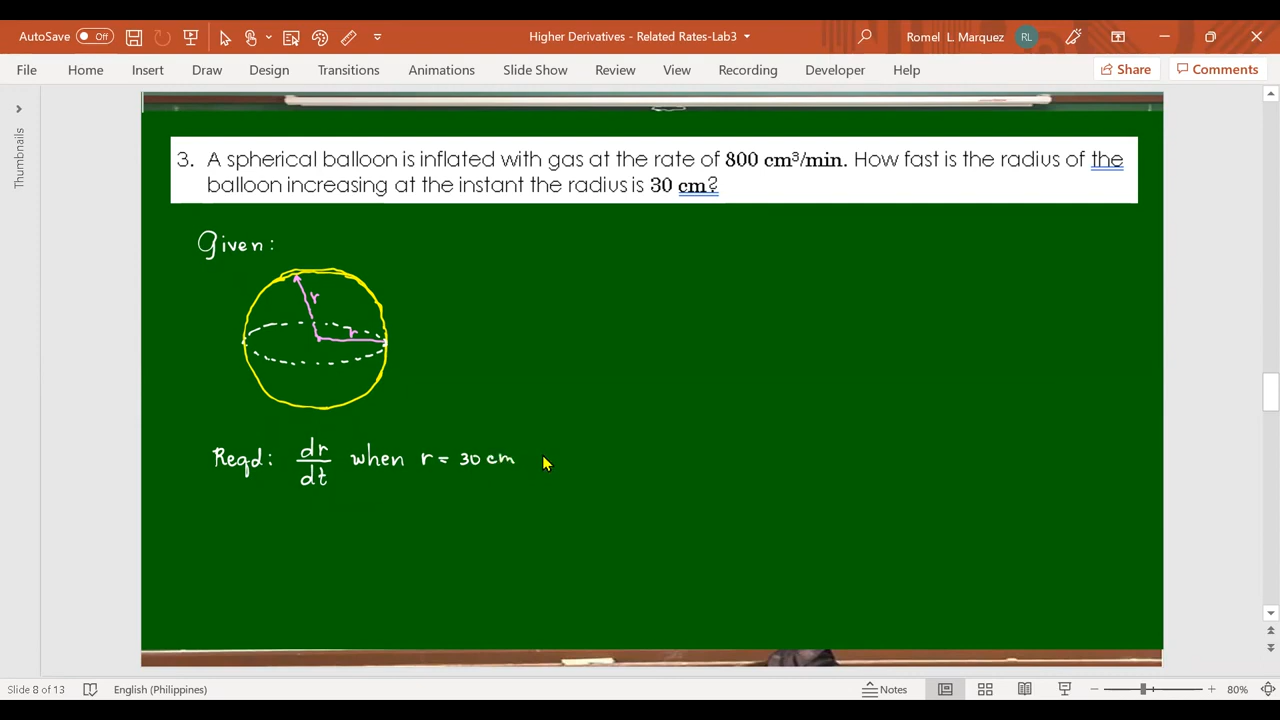 AutoSave Off Higher Derivatives - Related Rates-Lab3 Romel L. Marquez RL
File Home Insert Draw Design Transitions Animations Slide Show Review View Recording Developer Help Share Comments
Thumbnails
3. A spherical balloon is inflated with gas at the rate of 800 cm³/min. How fast is the radius of the
balloon increasing at the instant the radius is 30 cm?
Given:
r
r
Reqd: dr/dt when r = 30 cm
Slide 8 of 13 English (Philippines) Notes 80%